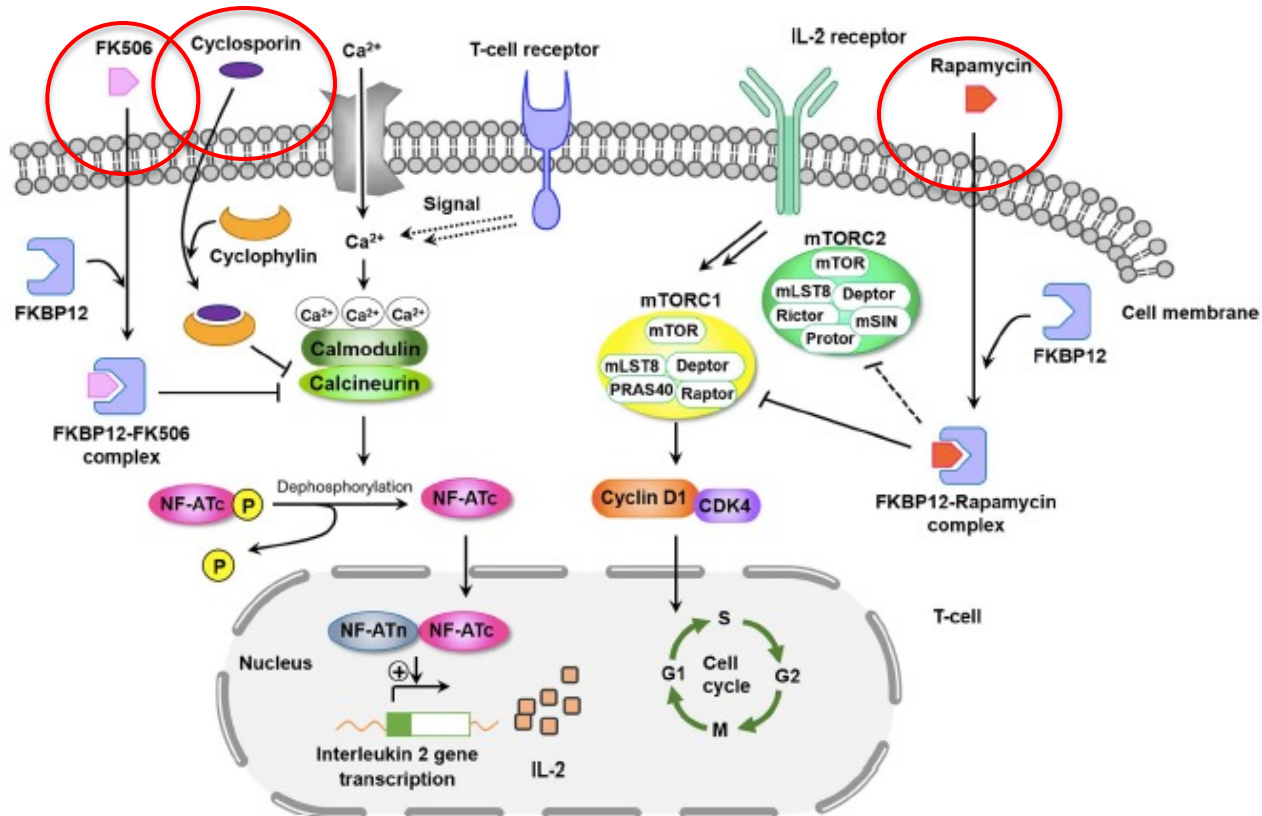 FK506
Cyclosporin
Ca²⁺
T-cell receptor
IL-2 receptor
Rapamycin
Signal
Ca²⁺
Cyclophylin
FKBP12
mTORC2
mTOR
mLST8
Deptor
Rictor
mSIN
Protor
mTORC1
mTOR
mLST8
Deptor
PRAS40
Raptor
Cell membrane
FKBP12
Ca²⁺
Ca²⁺
Ca²⁺
Calmodulin
Calcineurin
FKBP12-FK506
complex
FKBP12-Rapamycin
complex
NF-ATc
P
Dephosphorylation
NF-ATc
P
Cyclin D1
CDK4
T-cell
NF-ATn
NF-ATc
Nucleus
+
Interleukin 2 gene
transcription
IL-2
S
G1
Cell
cycle
G2
M